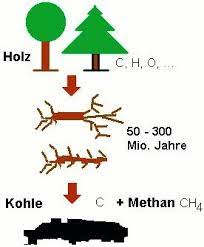 Holz
C, H, O, ...
50 - 300
Mio. Jahre
Kohle C + Methan CH₄